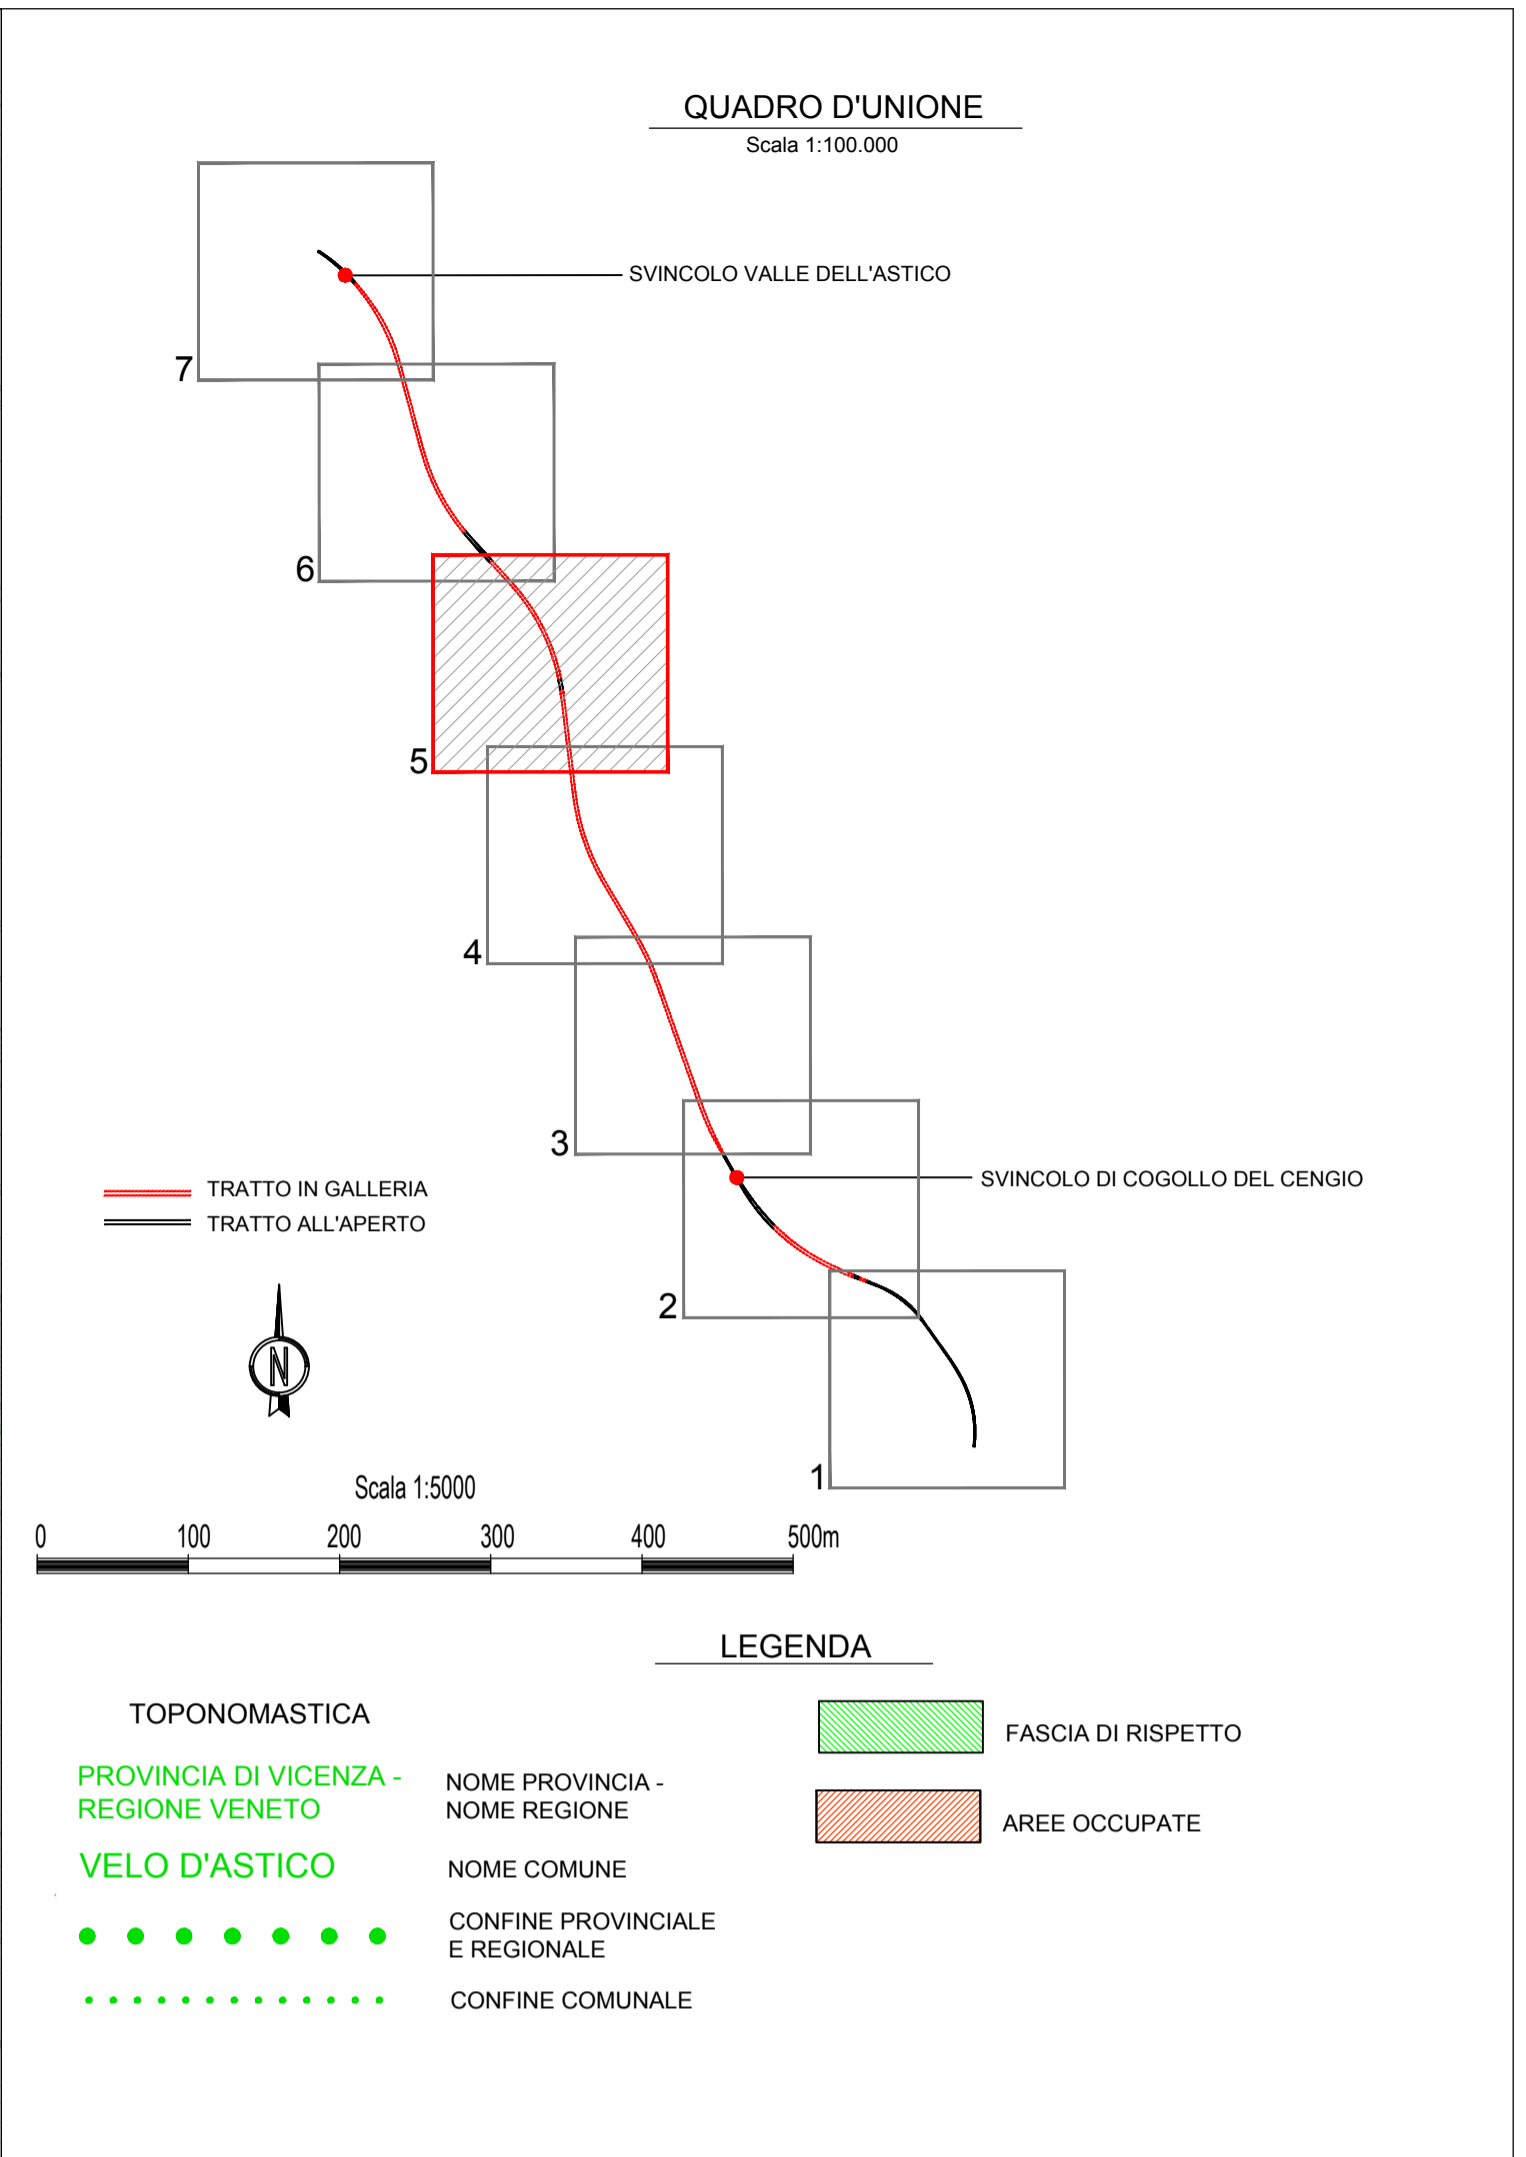 QUADRO D'UNIONE
Scala 1:100.000
SVINCOLO VALLE DELL'ASTICO
7
6
5
4
3
SVINCOLO DI COGOLLO DEL CENGIO
TRATTO IN GALLERIA
TRATTO ALL'APERTO
2
N
1
Scala 1:5000
0 100 200 300 400 500m
LEGENDA
TOPONOMASTICA
PROVINCIA DI VICENZA -
REGIONE VENETO
NOME PROVINCIA -
NOME REGIONE
VELO D'ASTICO
NOME COMUNE
CONFINE PROVINCIALE
E REGIONALE
CONFINE COMUNALE
FASCIA DI RISPETTO
AREE OCCUPATE